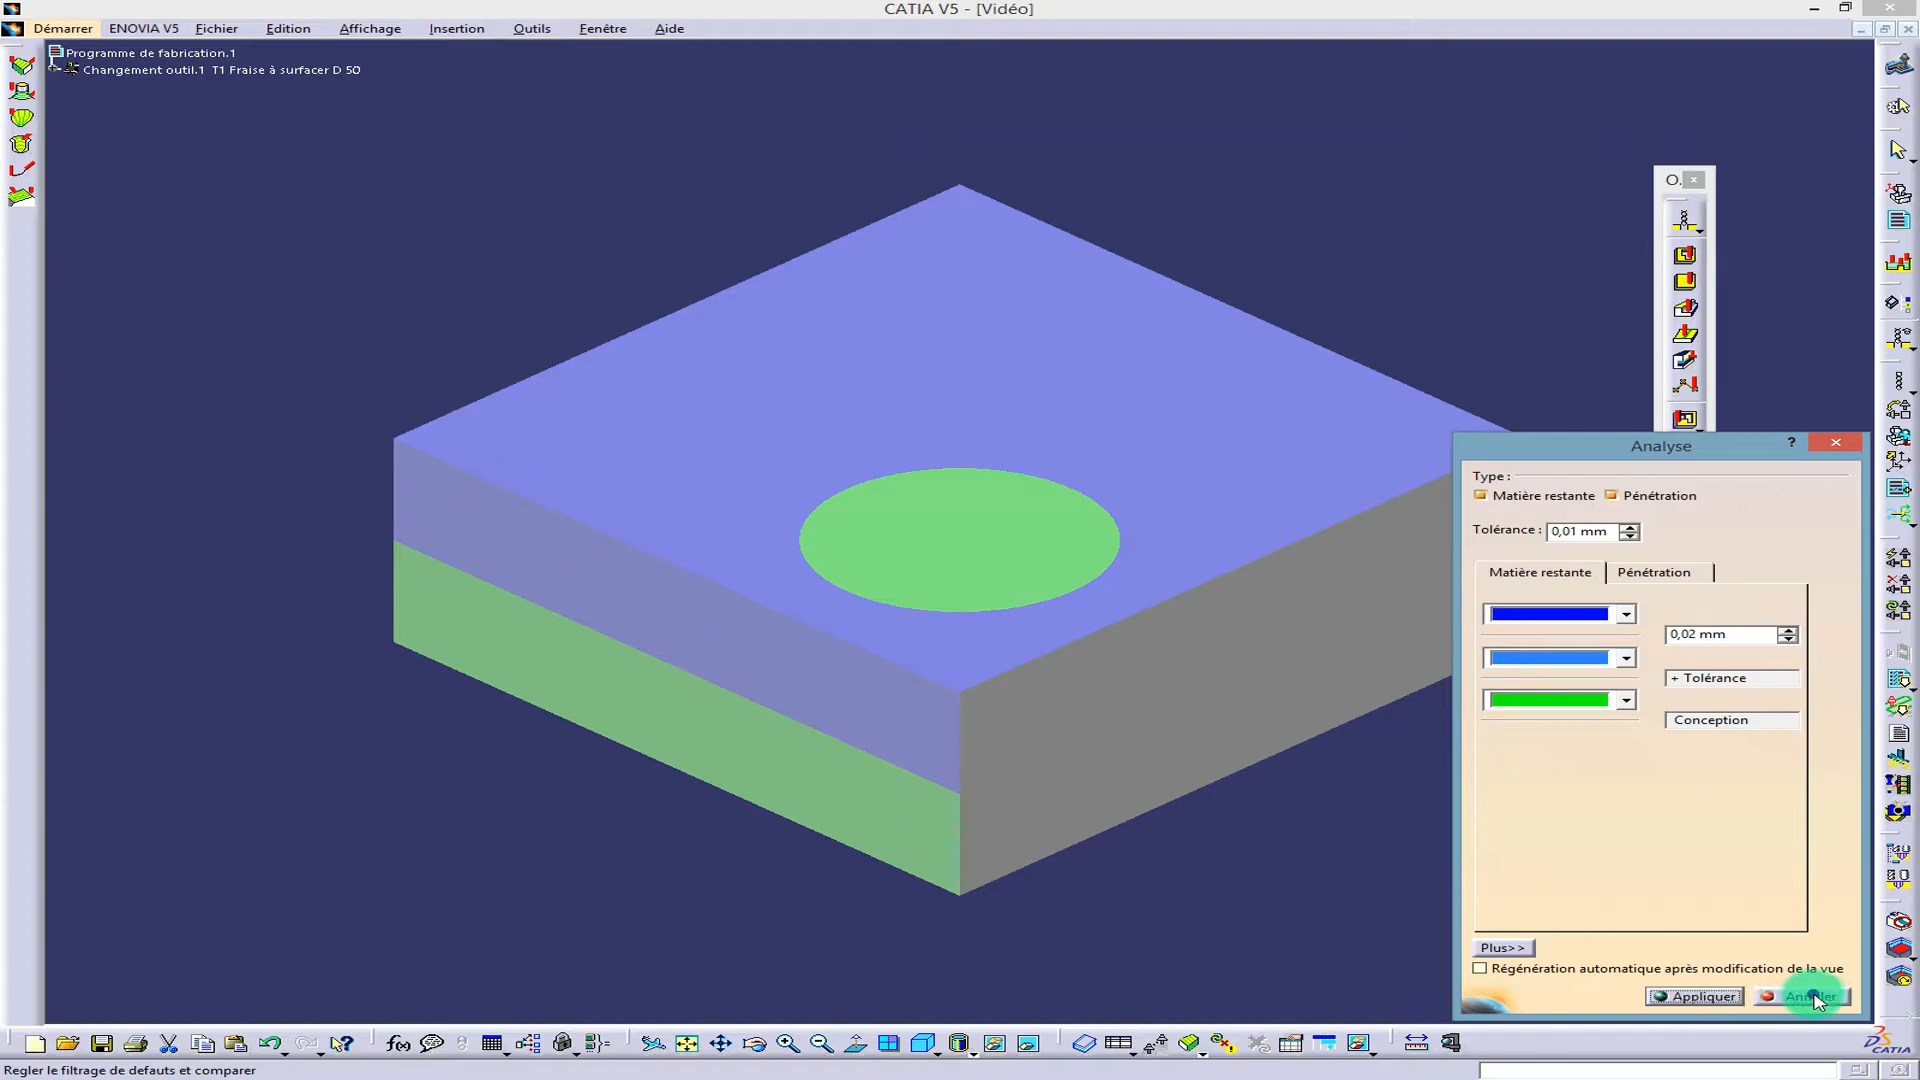 CATIA V5 - [Vidéo]
Démarrer ENOVIA V5 Fichier Edition Affichage Insertion Outils Fenêtre Aide
Programme de fabrication.1
Changement outil.1 T1 Fraise à surfacer D 50
O.
Analyse
Type :
Matière restante Pénétration
Tolérance : 0,01 mm
Matière restante Pénétration
0,02 mm
+ Tolérance
Conception
Plus>>
Régénération automatique après modification de la vue
Appliquer Annuler
f(x)
CATIA
Regler le filtrage de defauts et comparer